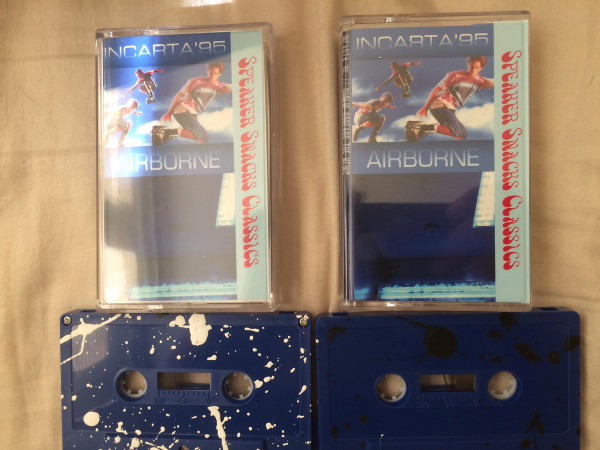 INCARTA'95
AIRBORNE
SPEAKER SNACKS CLASSICS
INCARTA'95
AIRBORNE
SPEAKER SNACKS CLASSICS